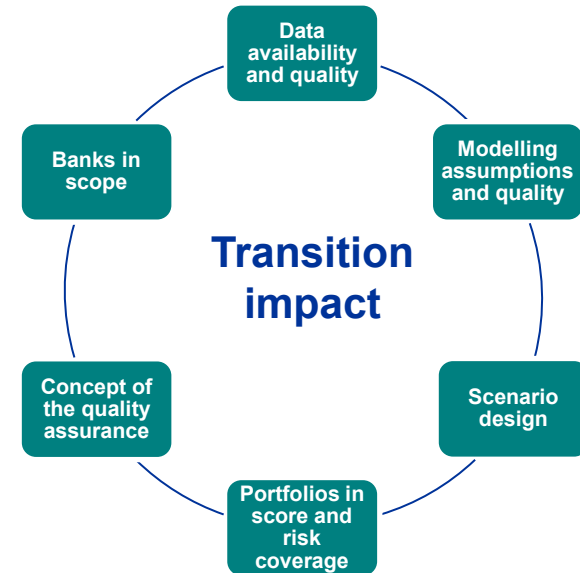 Data
availability
and quality
Modelling
assumptions
and quality
Scenario
design
Portfolios in
score and
risk
coverage
Concept of
the quality
assurance
Banks in
scope
Transition
impact